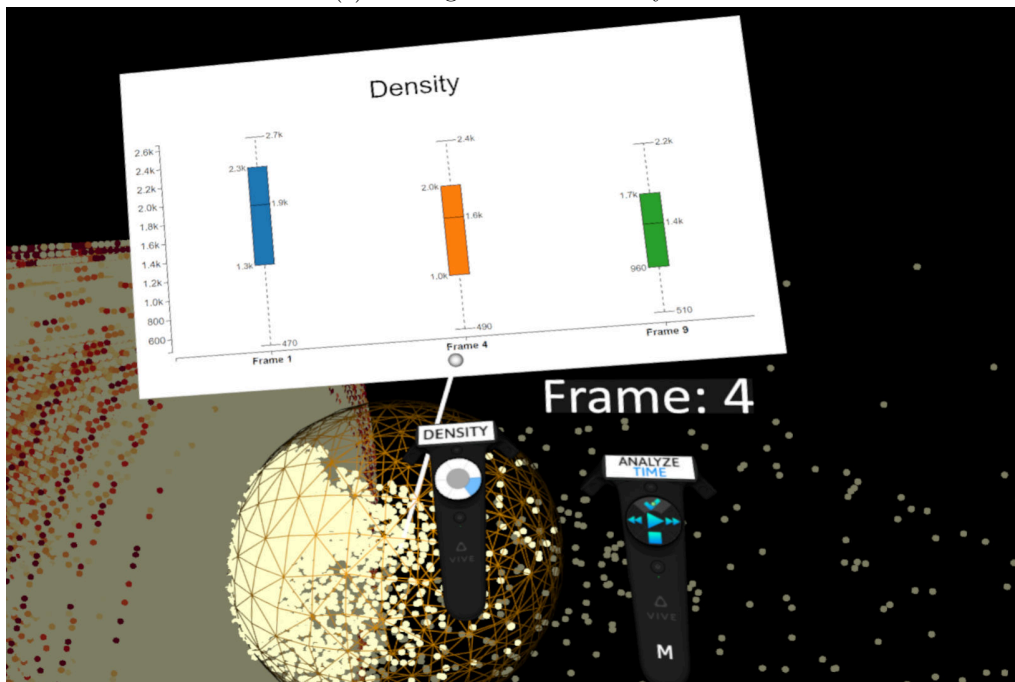 Density
2.6k
2.4k
2.2k
2.0k
1.8k
1.6k
1.4k
1.2k
1.0k
800
600
2.7k
2.3k
1.9k
1.3k
470
Frame 1
2.4k
2.0k
1.6k
1.0k
490
Frame 4
2.2k
1.7k
1.4k
960
510
Frame 9
Frame: 4
DENSITY
VIVE
ANALYZE
TIME
VIVE
M